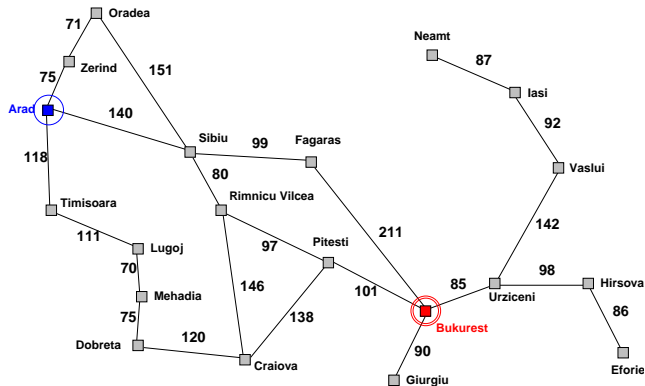 Oradea
71
Neamt
87
Zerind
75
151
Iasi
Arad
140
92
Sibiu
99
Fagaras
118
80
Vaslui
Timisoara
Rimnicu Vilcea
111
97
211
142
Lugoj
Pitesti
70
98
Hirsova
85
146
101
Urziceni
Mehadia
75
138
86
Bukurest
120
Dobreta
90
Eforie
Craiova
Giurgiu